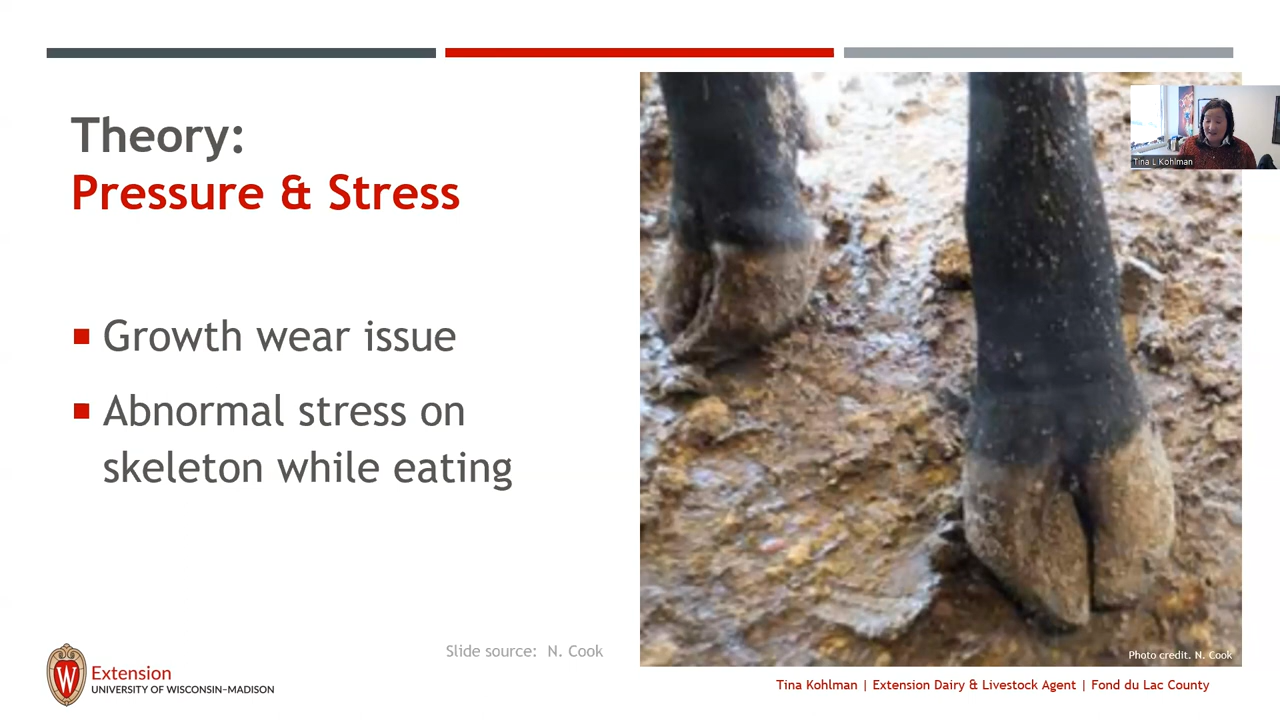 Theory:
Pressure & Stress
Growth wear issue
Abnormal stress on
skeleton while eating
Slide source: N. Cook
W
Extension
UNIVERSITY OF WISCONSIN–MADISON
Tina L Kohlman
Photo credit. N. Cook
Tina Kohlman | Extension Dairy & Livestock Agent | Fond du Lac County